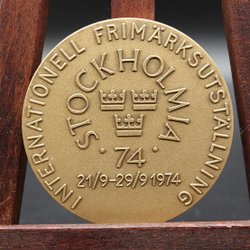 INTERNATIONELL FRIMÄRKSUTSTÄLLNING
STOCKHOLMIA
· 74 ·
21/9-29/9 1974